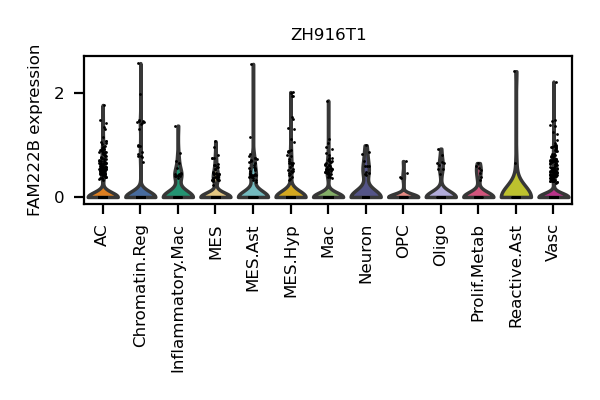 ZH916T1
FAM222B expression
2
0
AC
Chromatin.Reg
Inflammatory.Mac
MES
MES.Ast
MES.Hyp
Mac
Neuron
OPC
Oligo
Prolif.Metab
Reactive.Ast
Vasc